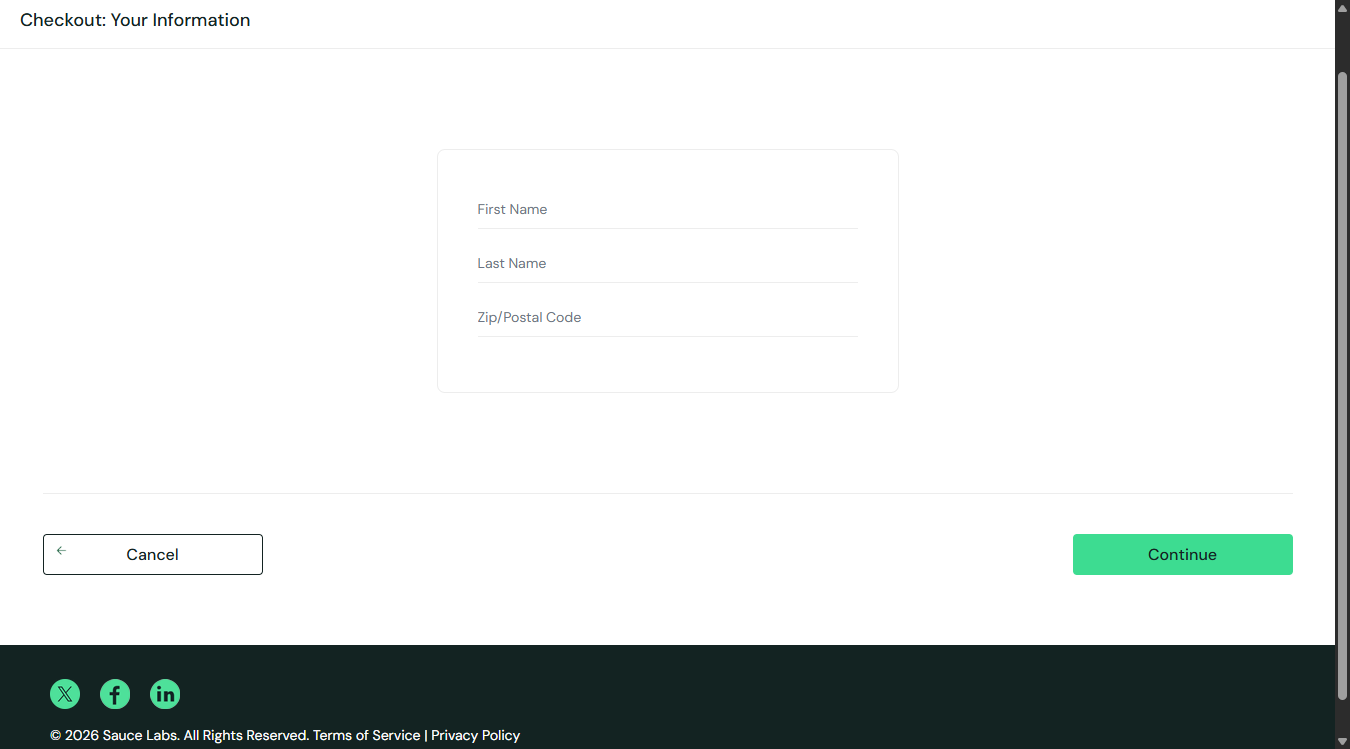 Checkout: Your Information
First Name
Last Name
Zip/Postal Code
Cancel
Continue
© 2026 Sauce Labs. All Rights Reserved. Terms of Service | Privacy Policy